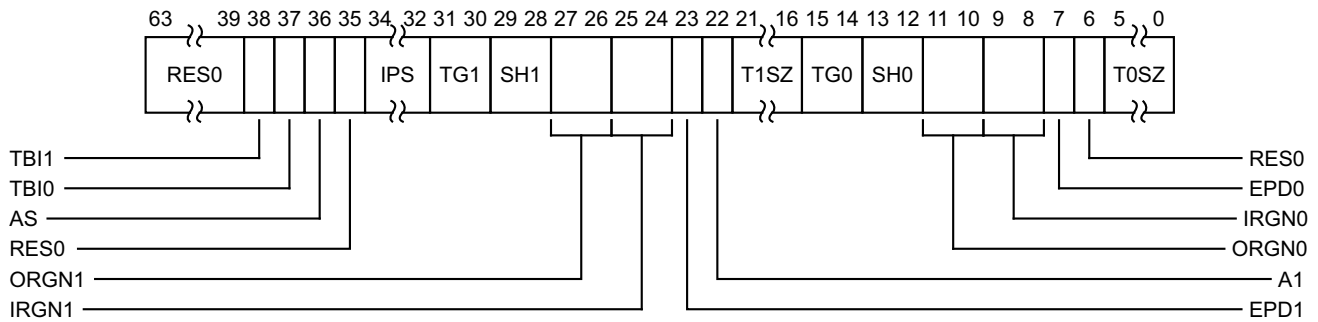 63 39 38 37 36 35 34 32 31 30 29 28 27 26 25 24 23 22 21 16 15 14 13 12 11 10 9 8 7 6 5 0
RES0 IPS TG1 SH1 T1SZ TG0 SH0 T0SZ
TBI1 RES0
TBI0 EPD0
AS IRGN0
RES0 ORGN0
ORGN1 A1
IRGN1 EPD1